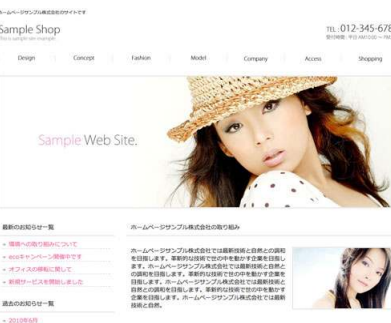 ホームページサンプル株式会社のサイトです
Sample Shop
This is sample site example
TEL : 012-345-678
受付時間 : 平日 AM10:00 ～ PM
Design Concept Fashion Model Company Access Shopping
Sample Web Site.
最新のお知らせ一覧
環境への取り組みについて
ecoキャンペーン開催中です
オフィスの移転に関して
新規サービスを開始しました
過去のお知らせ一覧
2010年6月
ホームページサンプル株式会社の取り組み
ホームページサンプル株式会社では最新技術と自然との調和
を目指します。革新的な技術で世の中を動かす企業を目指し
ます。ホームページサンプル株式会社では最新技術と自然と
の調和を目指します。革新的な技術で世の中を動かす企業を
目指します。ホームページサンプル株式会社では最新技術と
自然との調和を目指します。革新的な技術で世の中を動かす
企業を目指します。ホームページサンプル株式会社では最新
技術と自然。